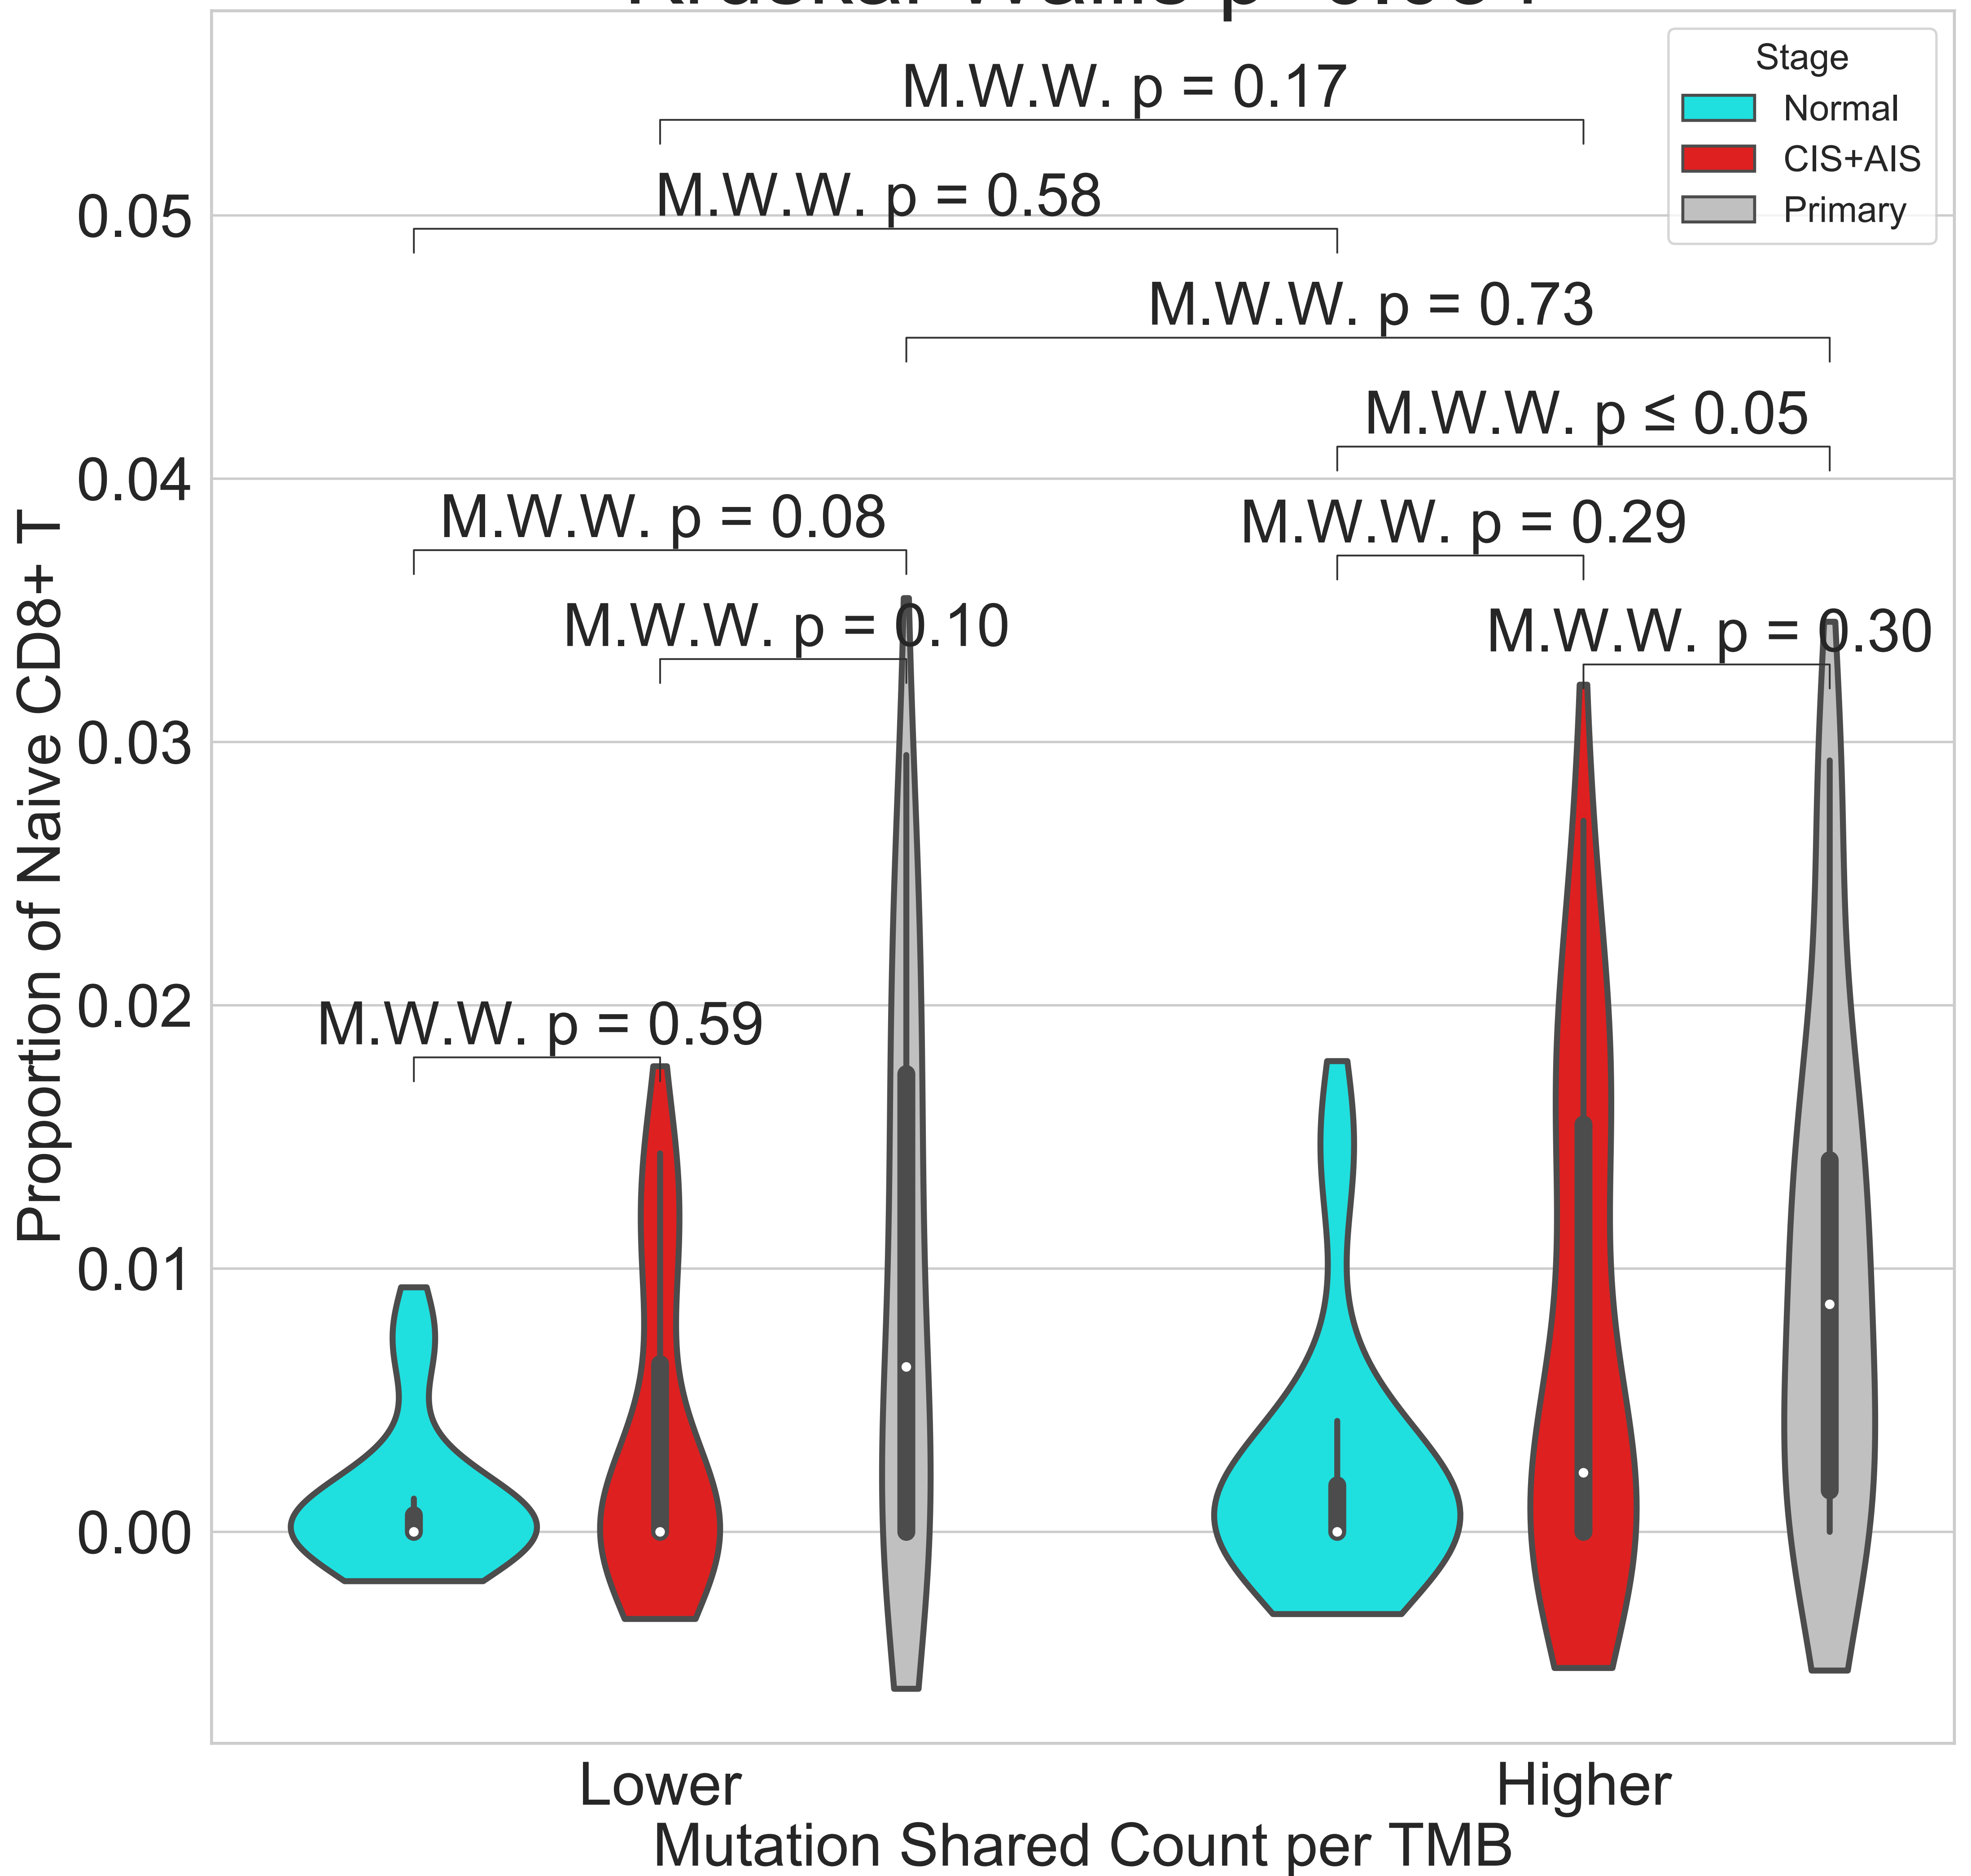 Stage
Normal
CIS+AIS
Primary
M.W.W. p = 0.17
M.W.W. p = 0.58
M.W.W. p = 0.73
M.W.W. p ≤ 0.05
M.W.W. p = 0.08
M.W.W. p = 0.29
M.W.W. p = 0.10
M.W.W. p = 0.30
M.W.W. p = 0.59
0.05
0.04
0.03
0.02
0.01
0.00
Proportion of Naive CD8+ T
Lower
Higher
Mutation Shared Count per TMB